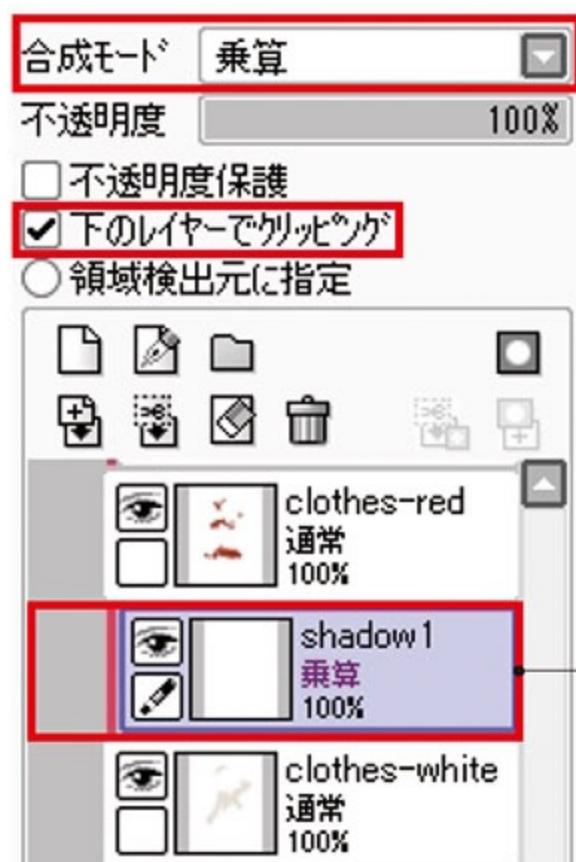 合成モード 乗算
不透明度 100%
不透明度保護
下のレイヤーでクリッピング
領域検出元に指定
clothes-red
通常
100%
shadow1
乗算
100%
clothes-white
通常
100%